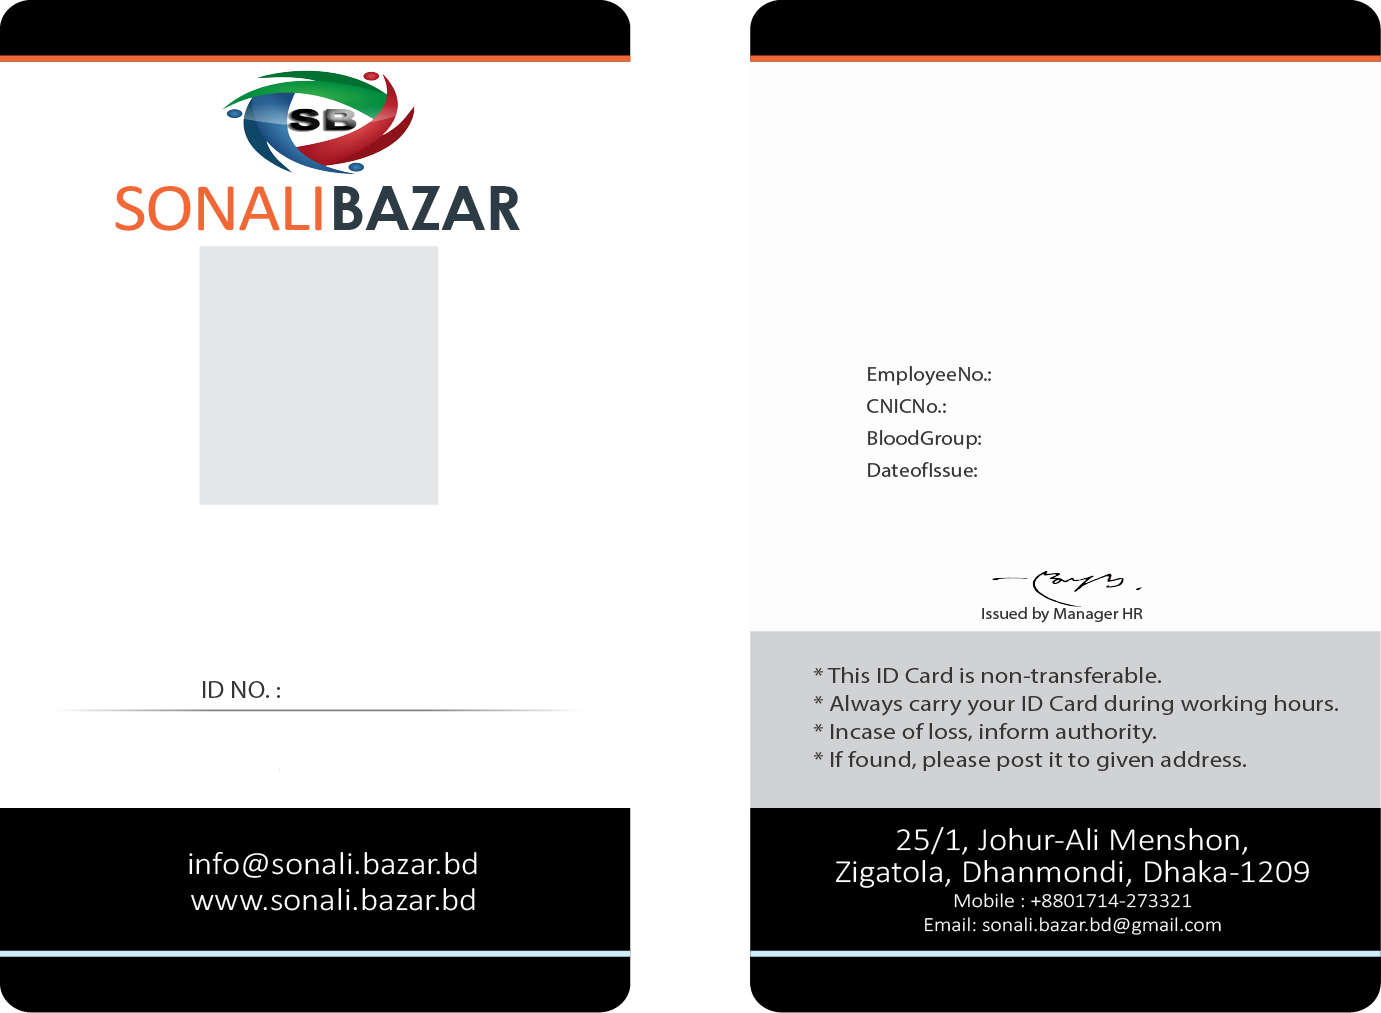 SB
SONALIBAZAR
ID NO. :
info@sonali.bazar.bd
www.sonali.bazar.bd
EmployeeNo.:
CNICNo.:
BloodGroup:
DateofIssue:
Issued by Manager HR
* This ID Card is non-transferable.
* Always carry your ID Card during working hours.
* Incase of loss, inform authority.
* If found, please post it to given address.
25/1, Johur-Ali Menshon,
Zigatola, Dhanmondi, Dhaka-1209
Mobile : +8801714-273321
Email: sonali.bazar.bd@gmail.com